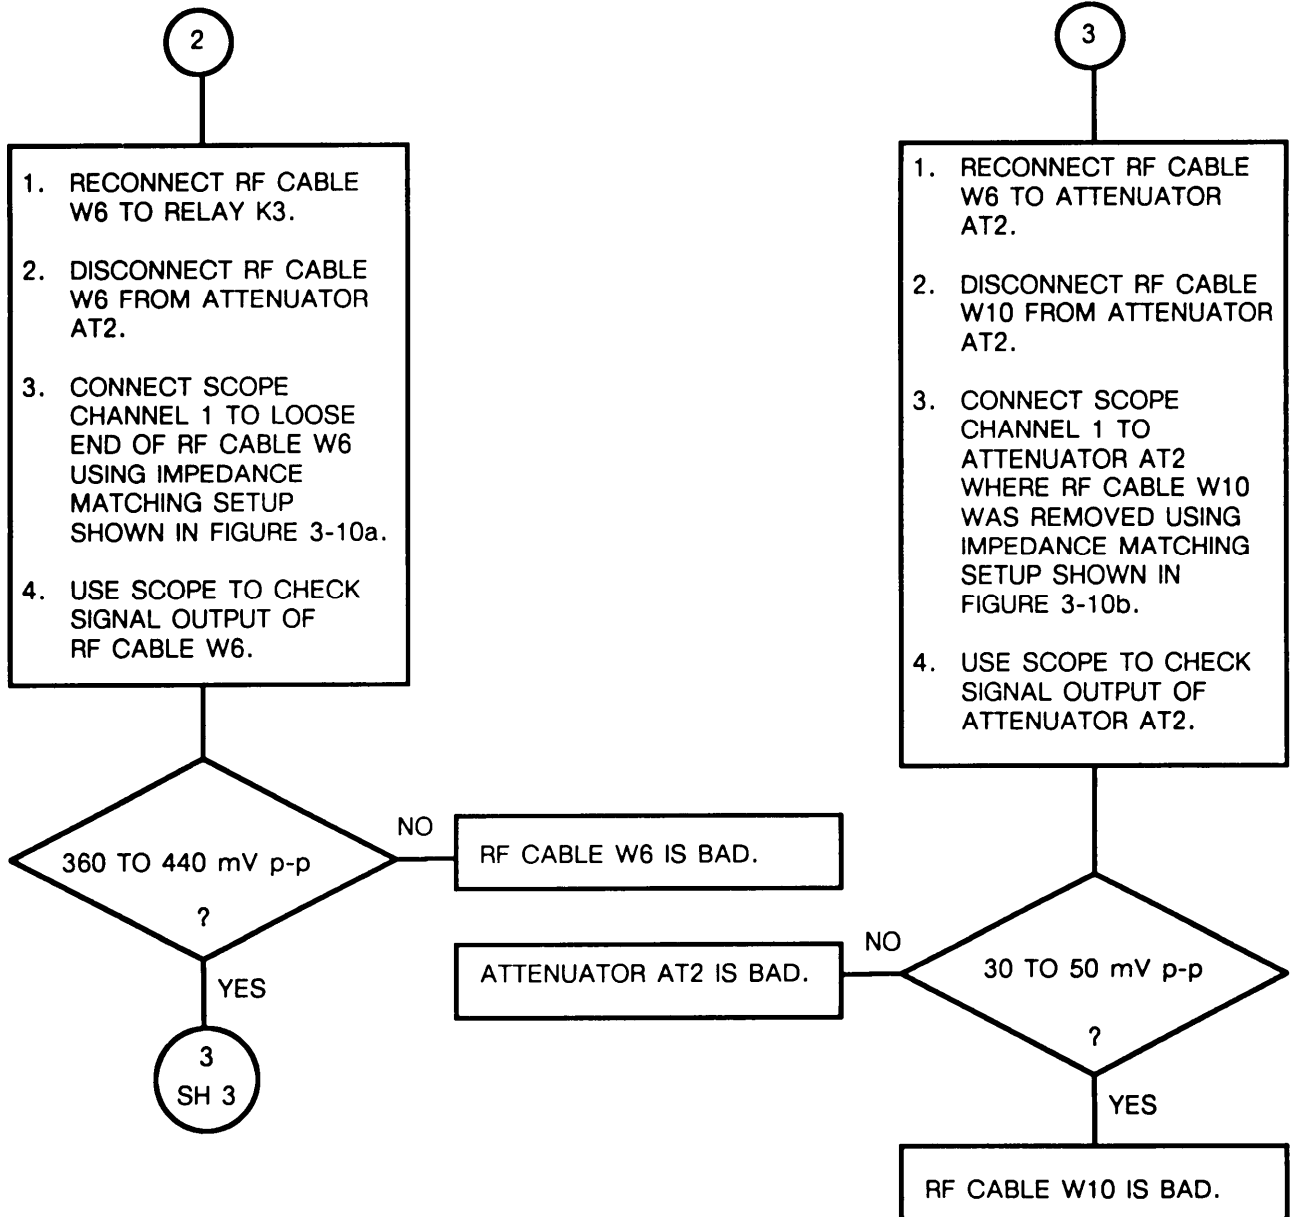 2
1. RECONNECT RF CABLE
W6 TO RELAY K3.
2. DISCONNECT RF CABLE
W6 FROM ATTENUATOR
AT2.
3. CONNECT SCOPE
CHANNEL 1 TO LOOSE
END OF RF CABLE W6
USING IMPEDANCE
MATCHING SETUP
SHOWN IN FIGURE 3-10a.
4. USE SCOPE TO CHECK
SIGNAL OUTPUT OF
RF CABLE W6.
360 TO 440 mV p-p
?
NO
RF CABLE W6 IS BAD.
YES
3
SH 3
3
1. RECONNECT RF CABLE
W6 TO ATTENUATOR
AT2.
2. DISCONNECT RF CABLE
W10 FROM ATTENUATOR
AT2.
3. CONNECT SCOPE
CHANNEL 1 TO
ATTENUATOR AT2
WHERE RF CABLE W10
WAS REMOVED USING
IMPEDANCE MATCHING
SETUP SHOWN IN
FIGURE 3-10b.
4. USE SCOPE TO CHECK
SIGNAL OUTPUT OF
ATTENUATOR AT2.
30 TO 50 mV p-p
?
NO
ATTENUATOR AT2 IS BAD.
YES
RF CABLE W10 IS BAD.